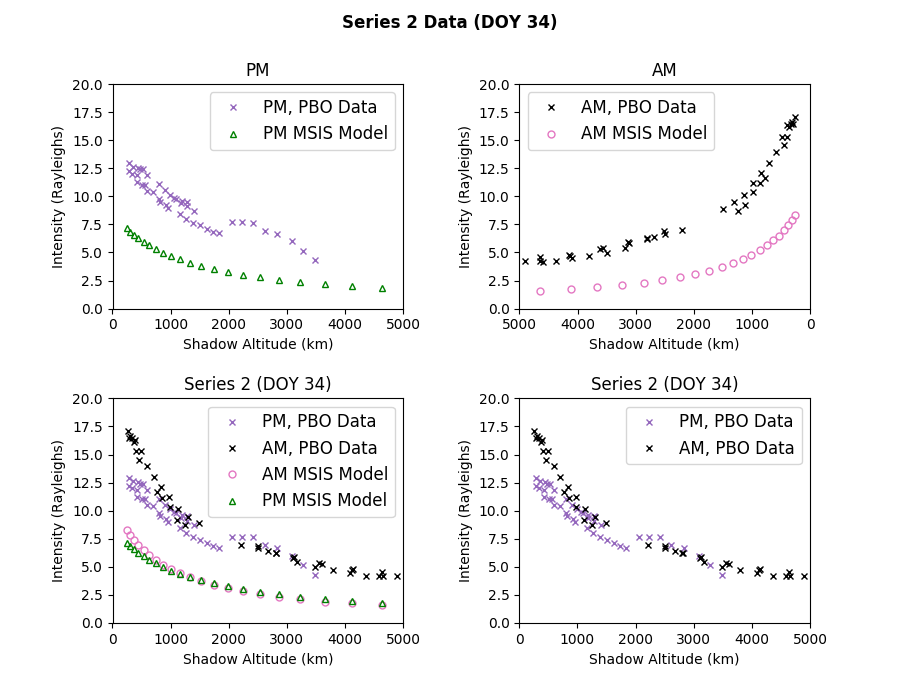 Series 2 Data (DOY 34)
PM
20.0
17.5
15.0
12.5
10.0
7.5
5.0
2.5
0.0
Intensity (Rayleighs)
PM, PBO Data
PM MSIS Model
0 1000 2000 3000 4000 5000
Shadow Altitude (km)
AM
20.0
17.5
15.0
12.5
10.0
7.5
5.0
2.5
0.0
Intensity (Rayleighs)
AM, PBO Data
AM MSIS Model
5000 4000 3000 2000 1000 0
Shadow Altitude (km)
Series 2 (DOY 34)
20.0
17.5
15.0
12.5
10.0
7.5
5.0
2.5
0.0
Intensity (Rayleighs)
PM, PBO Data
AM, PBO Data
AM MSIS Model
PM MSIS Model
0 1000 2000 3000 4000 5000
Shadow Altitude (km)
Series 2 (DOY 34)
20.0
17.5
15.0
12.5
10.0
7.5
5.0
2.5
0.0
Intensity (Rayleighs)
PM, PBO Data
AM, PBO Data
0 1000 2000 3000 4000 5000
Shadow Altitude (km)